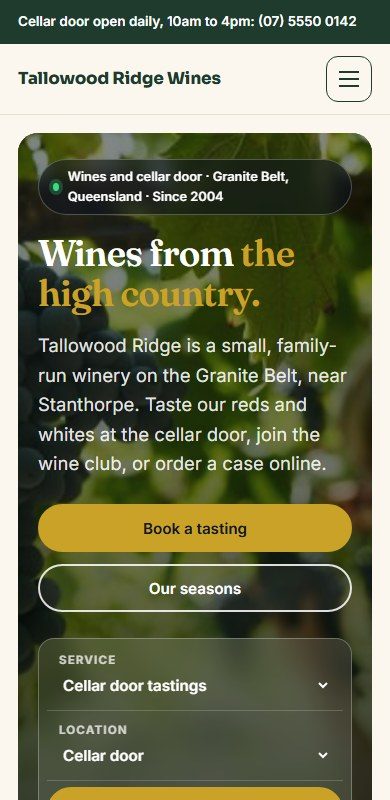 Cellar door open daily, 10am to 4pm: (07) 5550 0142
Tallowood Ridge Wines
Wines and cellar door · Granite Belt,
Queensland · Since 2004
Wines from the
high country.
Tallowood Ridge is a small, family-
run winery on the Granite Belt, near
Stanthorpe. Taste our reds and
whites at the cellar door, join the
wine club, or order a case online.
Book a tasting
Our seasons
SERVICE
Cellar door tastings
LOCATION
Cellar door